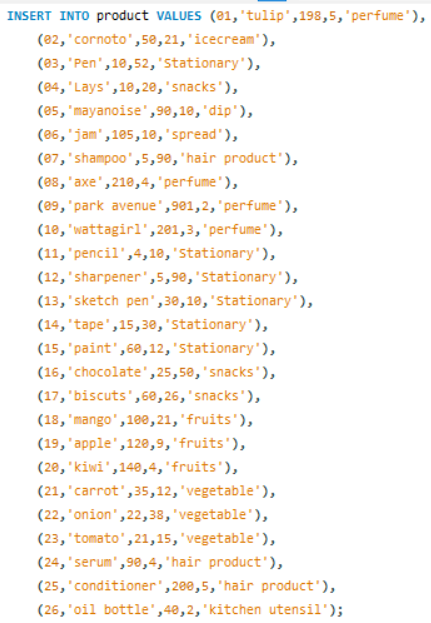 INSERT INTO product VALUES (01,'tulip',198,5,'perfume'),
(02,'cornoto',50,21,'icecream'),
(03,'Pen',10,52,'Stationary'),
(04,'Lays',10,20,'snacks'),
(05,'mayanoise',90,10,'dip'),
(06,'jam',105,10,'spread'),
(07,'shampoo',5,90,'hair product'),
(08,'axe',210,4,'perfume'),
(09,'park avenue',901,2,'perfume'),
(10,'wattagirl',201,3,'perfume'),
(11,'pencil',4,10,'Stationary'),
(12,'sharpener',5,90,'Stationary'),
(13,'sketch pen',30,10,'Stationary'),
(14,'tape',15,30,'Stationary'),
(15,'paint',60,12,'Stationary'),
(16,'chocolate',25,50,'snacks'),
(17,'biscuts',60,26,'snacks'),
(18,'mango',100,21,'fruits'),
(19,'apple',120,9,'fruits'),
(20,'kiwi',140,4,'fruits'),
(21,'carrot',35,12,'vegetable'),
(22,'onion',22,38,'vegetable'),
(23,'tomato',21,15,'vegetable'),
(24,'serum',90,4,'hair product'),
(25,'conditioner',200,5,'hair product'),
(26,'oil bottle',40,2,'kitchen utensil');